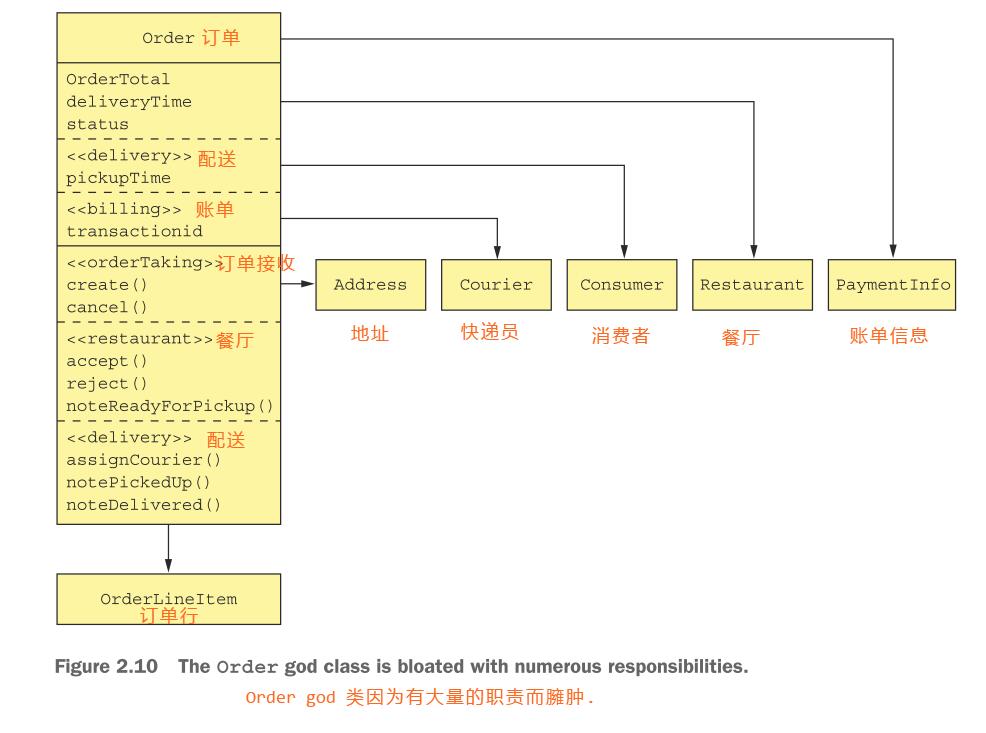 Order 订单
OrderTotal
deliveryTime
status
<<delivery>> 配送
pickupTime
<<billing>> 账单
transactionid
<<orderTaking>>订单接收
create()
cancel()
<<restaurant>>餐厅
accept()
reject()
noteReadyForPickup()
<<delivery>> 配送
assignCourier()
notePickedUp()
noteDelivered()
Address
Courier
Consumer
Restaurant
PaymentInfo
地址
快递员
消费者
餐厅
账单信息
OrderLineItem
订单行
Figure 2.10 The Order god class is bloated with numerous responsibilities.
Order god 类因为有大量的职责而臃肿.